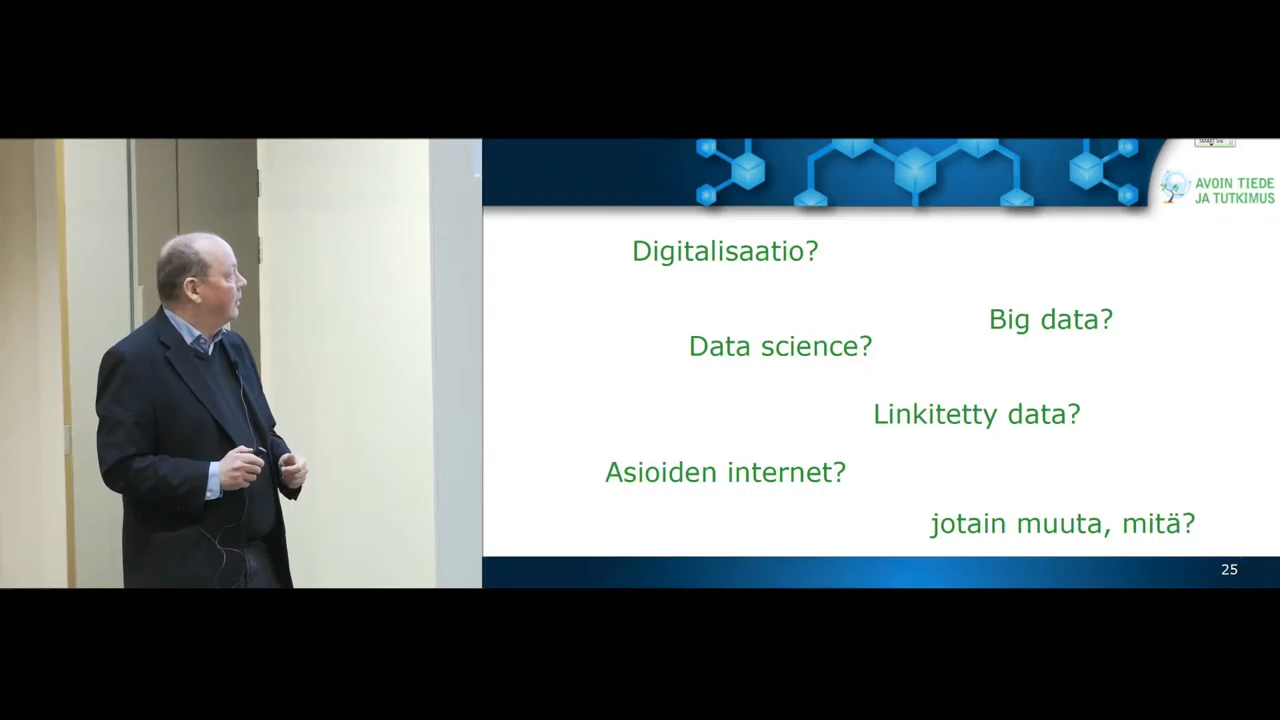 AVOIN TIEDE
JA TUTKIMUS
Digitalisaatio?
Big data?
Data science?
Linkitetty data?
Asioiden internet?
jotain muuta, mitä?
25